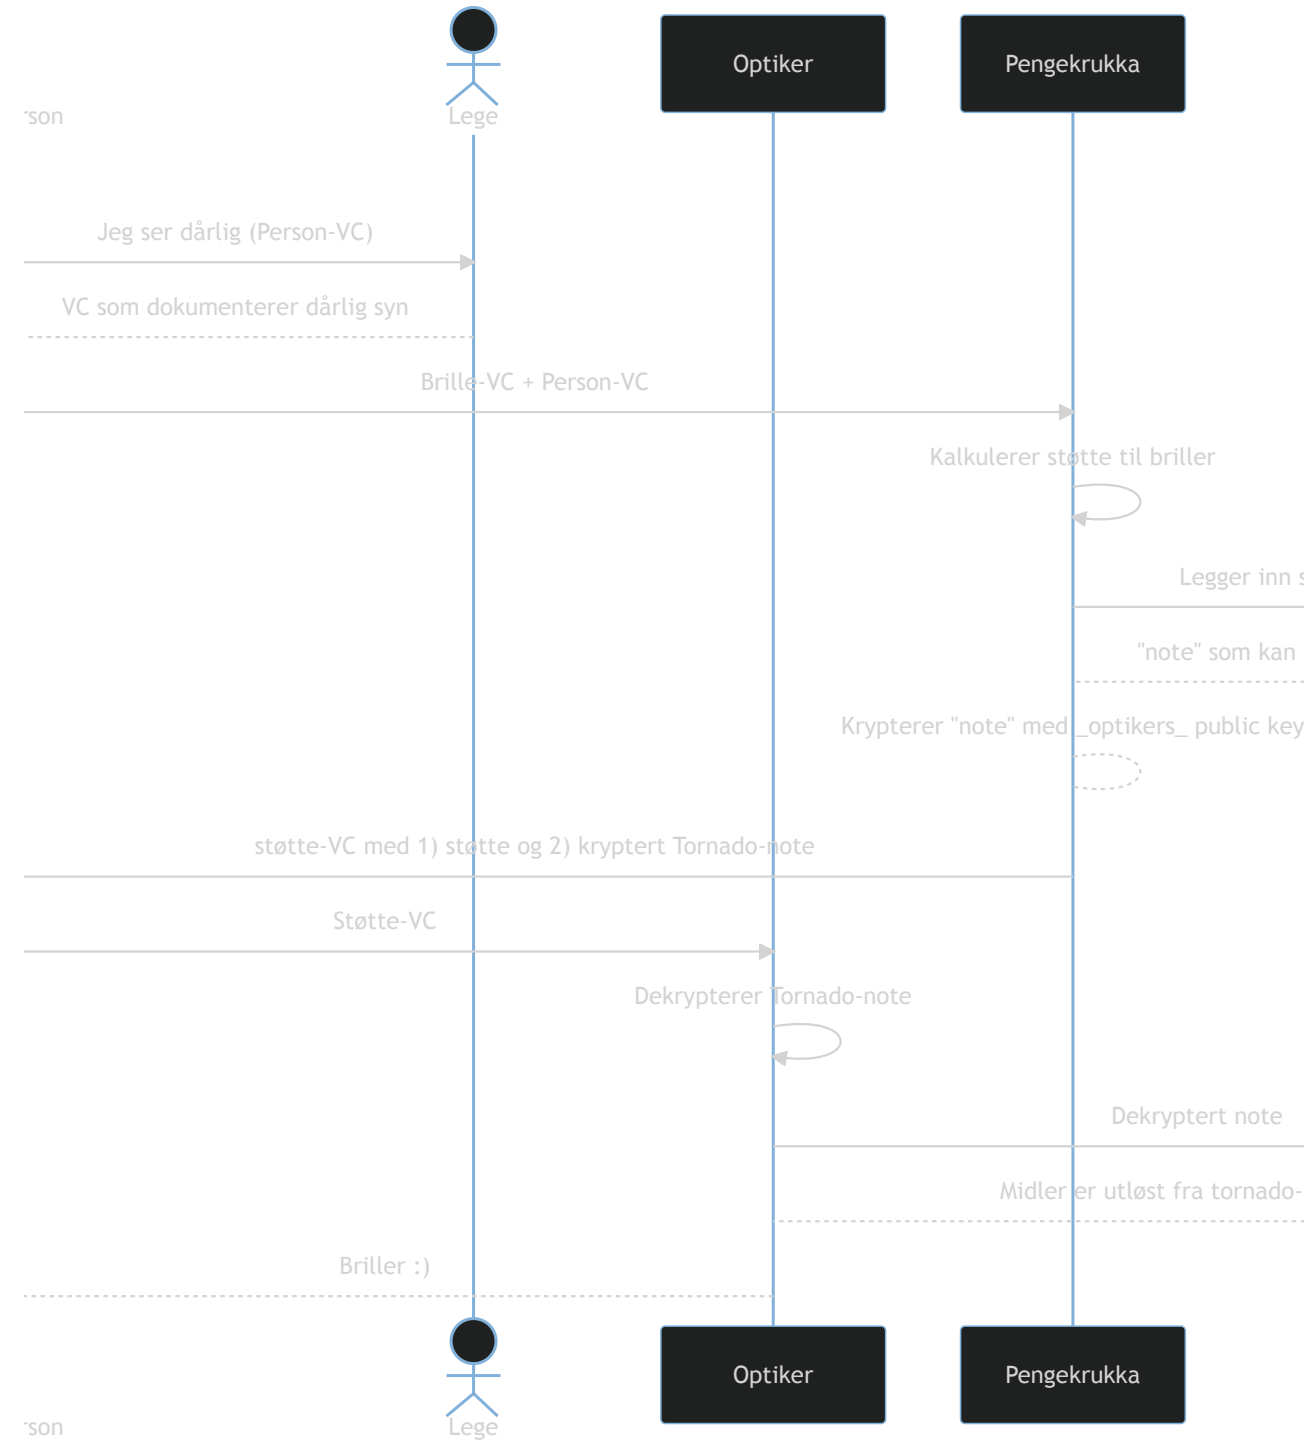 Optiker
Pengekrukka
rson
Lege
Jeg ser dårlig (Person-VC)
VC som dokumenterer dårlig syn
Brille-VC + Person-VC
Kalkulerer støtte til briller
Legger inn s
"note" som kan
Krypterer "note" med _optikers_ public key
støtte-VC med 1) støtte og 2) kryptert Tornado-note
Støtte-VC
Dekrypterer Tornado-note
Dekryptert note
Midler er utløst fra tornado-
Briller :)
Optiker
Pengekrukka
rson
Lege